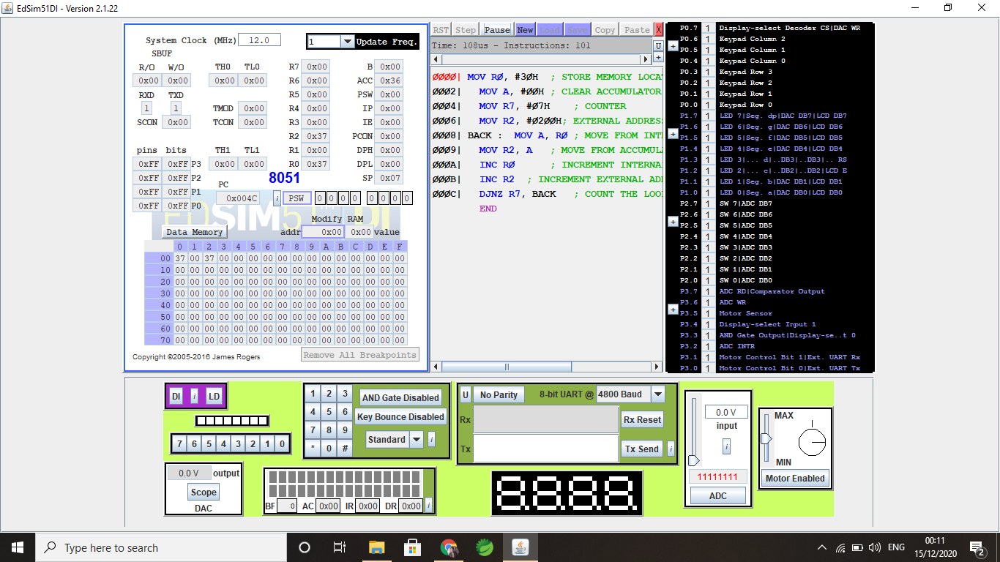 EdSim51DI - Version 2.1.22
System Clock (MHz) 12.0 1 Update Freq.
SBUF
R/O W/O TH0 TL0 R7 0x00 B 0x00
0x00 0x00 0x00 0x00 R6 0x00 ACC 0x36
RXD TXD R5 0x00 PSW 0x00
1 1 TMOD 0x00 R4 0x00 IP 0x00
SCON 0x00 TCON 0x00 R3 0x00 IE 0x00
R2 0x37 PCON 0x00
pins bits TH1 TL1 R1 0x00 DPH 0x00
0xFF 0xFF P3 0x00 0x00 R0 0x37 DPL 0x00
0xFF 0xFF P2 8051 SP 0x07
PC
0xFF 0xFF P1 0x004C i PSW 0 0 0 0 0 0 0 0
0xFF 0xFF P0
EdSIM51DI
Modify RAM
Data Memory addr 0x00 0x00 value
0 1 2 3 4 5 6 7 8 9 A B C D E F
00 37 00 37 00 00 00 00 00 00 00 00 00 00 00 00 00
10 00 00 00 00 00 00 00 00 00 00 00 00 00 00 00 00
20 00 00 00 00 00 00 00 00 00 00 00 00 00 00 00 00
30 00 00 00 00 00 00 00 00 00 00 00 00 00 00 00 00
40 00 00 00 00 00 00 00 00 00 00 00 00 00 00 00 00
50 00 00 00 00 00 00 00 00 00 00 00 00 00 00 00 00
60 00 00 00 00 00 00 00 00 00 00 00 00 00 00 00 00
70 00 00 00 00 00 00 00 00 00 00 00 00 00 00 00 00
Copyright ©2005-2016 James Rogers Remove All Breakpoints
RST Step Pause New Load Save Copy Paste X
Time: 108us - Instructions: 101 U
+
0000| MOV R0, #30H ; STORE MEMORY LOCAT
0002| MOV A, #00H ; CLEAR ACCUMULATOR
0004| MOV R7, #07H ; COUNTER
0006| MOV R2, #0200H; EXTERNAL ADDRESS
0008| BACK : MOV A, R0 ; MOVE FROM INTE
0009| MOV R2, A ; MOVE FROM ACCUMUL
000A| INC R0 ; INCREMENT INTERNA
000B| INC R2 ; INCREMENT EXTERNAL ADD
000C| DJNZ R7, BACK ; COUNT THE LOO
END
P0.7 1 Display-select Decoder CS|DAC WR
P0.6 1 Keypad Column 2
P0.5 1 Keypad Column 1
P0.4 1 Keypad Column 0
P0.3 1 Keypad Row 3
P0.2 1 Keypad Row 2
P0.1 1 Keypad Row 1
P0.0 1 Keypad Row 0
P1.7 1 LED 7|Seg. dp|DAC DB7|LCD DB7
P1.6 1 LED 6|Seg. g|DAC DB6|LCD DB6
P1.5 1 LED 5|Seg. f|DAC DB5|LCD DB5
P1.4 1 LED 4|Seg. e|DAC DB4|LCD DB4
P1.3 1 LED 3|... d|..DB3|..DB3|.. RS
P1.2 1 LED 2|... c|..DB2|..DB2|LCD E
P1.1 1 LED 1|Seg. b|DAC DB1|LCD DB1
P1.0 1 LED 0|Seg. a|DAC DB0|LCD DB0
P2.7 1 SW 7|ADC DB7
P2.6 1 SW 6|ADC DB6
P2.5 1 SW 5|ADC DB5
P2.4 1 SW 4|ADC DB4
P2.3 1 SW 3|ADC DB3
P2.2 1 SW 2|ADC DB2
P2.1 1 SW 1|ADC DB1
P2.0 1 SW 0|ADC DB0
P3.7 1 ADC RD|Comparator Output
P3.6 1 ADC WR
P3.5 1 Motor Sensor
P3.4 1 Display-select Input 1
P3.3 1 AND Gate Output|Display-se..t 0
P3.2 1 ADC INTR
P3.1 1 Motor Control Bit 1|Ext. UART Rx
P3.0 1 Motor Control Bit 0|Ext. UART Tx
DI i LD
7 6 5 4 3 2 1 0
0.0 V output
Scope
DAC
1 2 3 AND Gate Disabled
4 5 6 Key Bounce Disabled
7 8 9
* 0 # Standard i
BF 0 AC 0x00 IR 0x00 DR 0x00 i
U No Parity 8-bit UART @ 4800 Baud
Rx Rx Reset
Tx Tx Send i
8.8.8.8.
0.0 V
input
i
11111111
ADC
MAX
MIN
Motor Enabled
Type here to search
ENG
00:11
15/12/2020
2